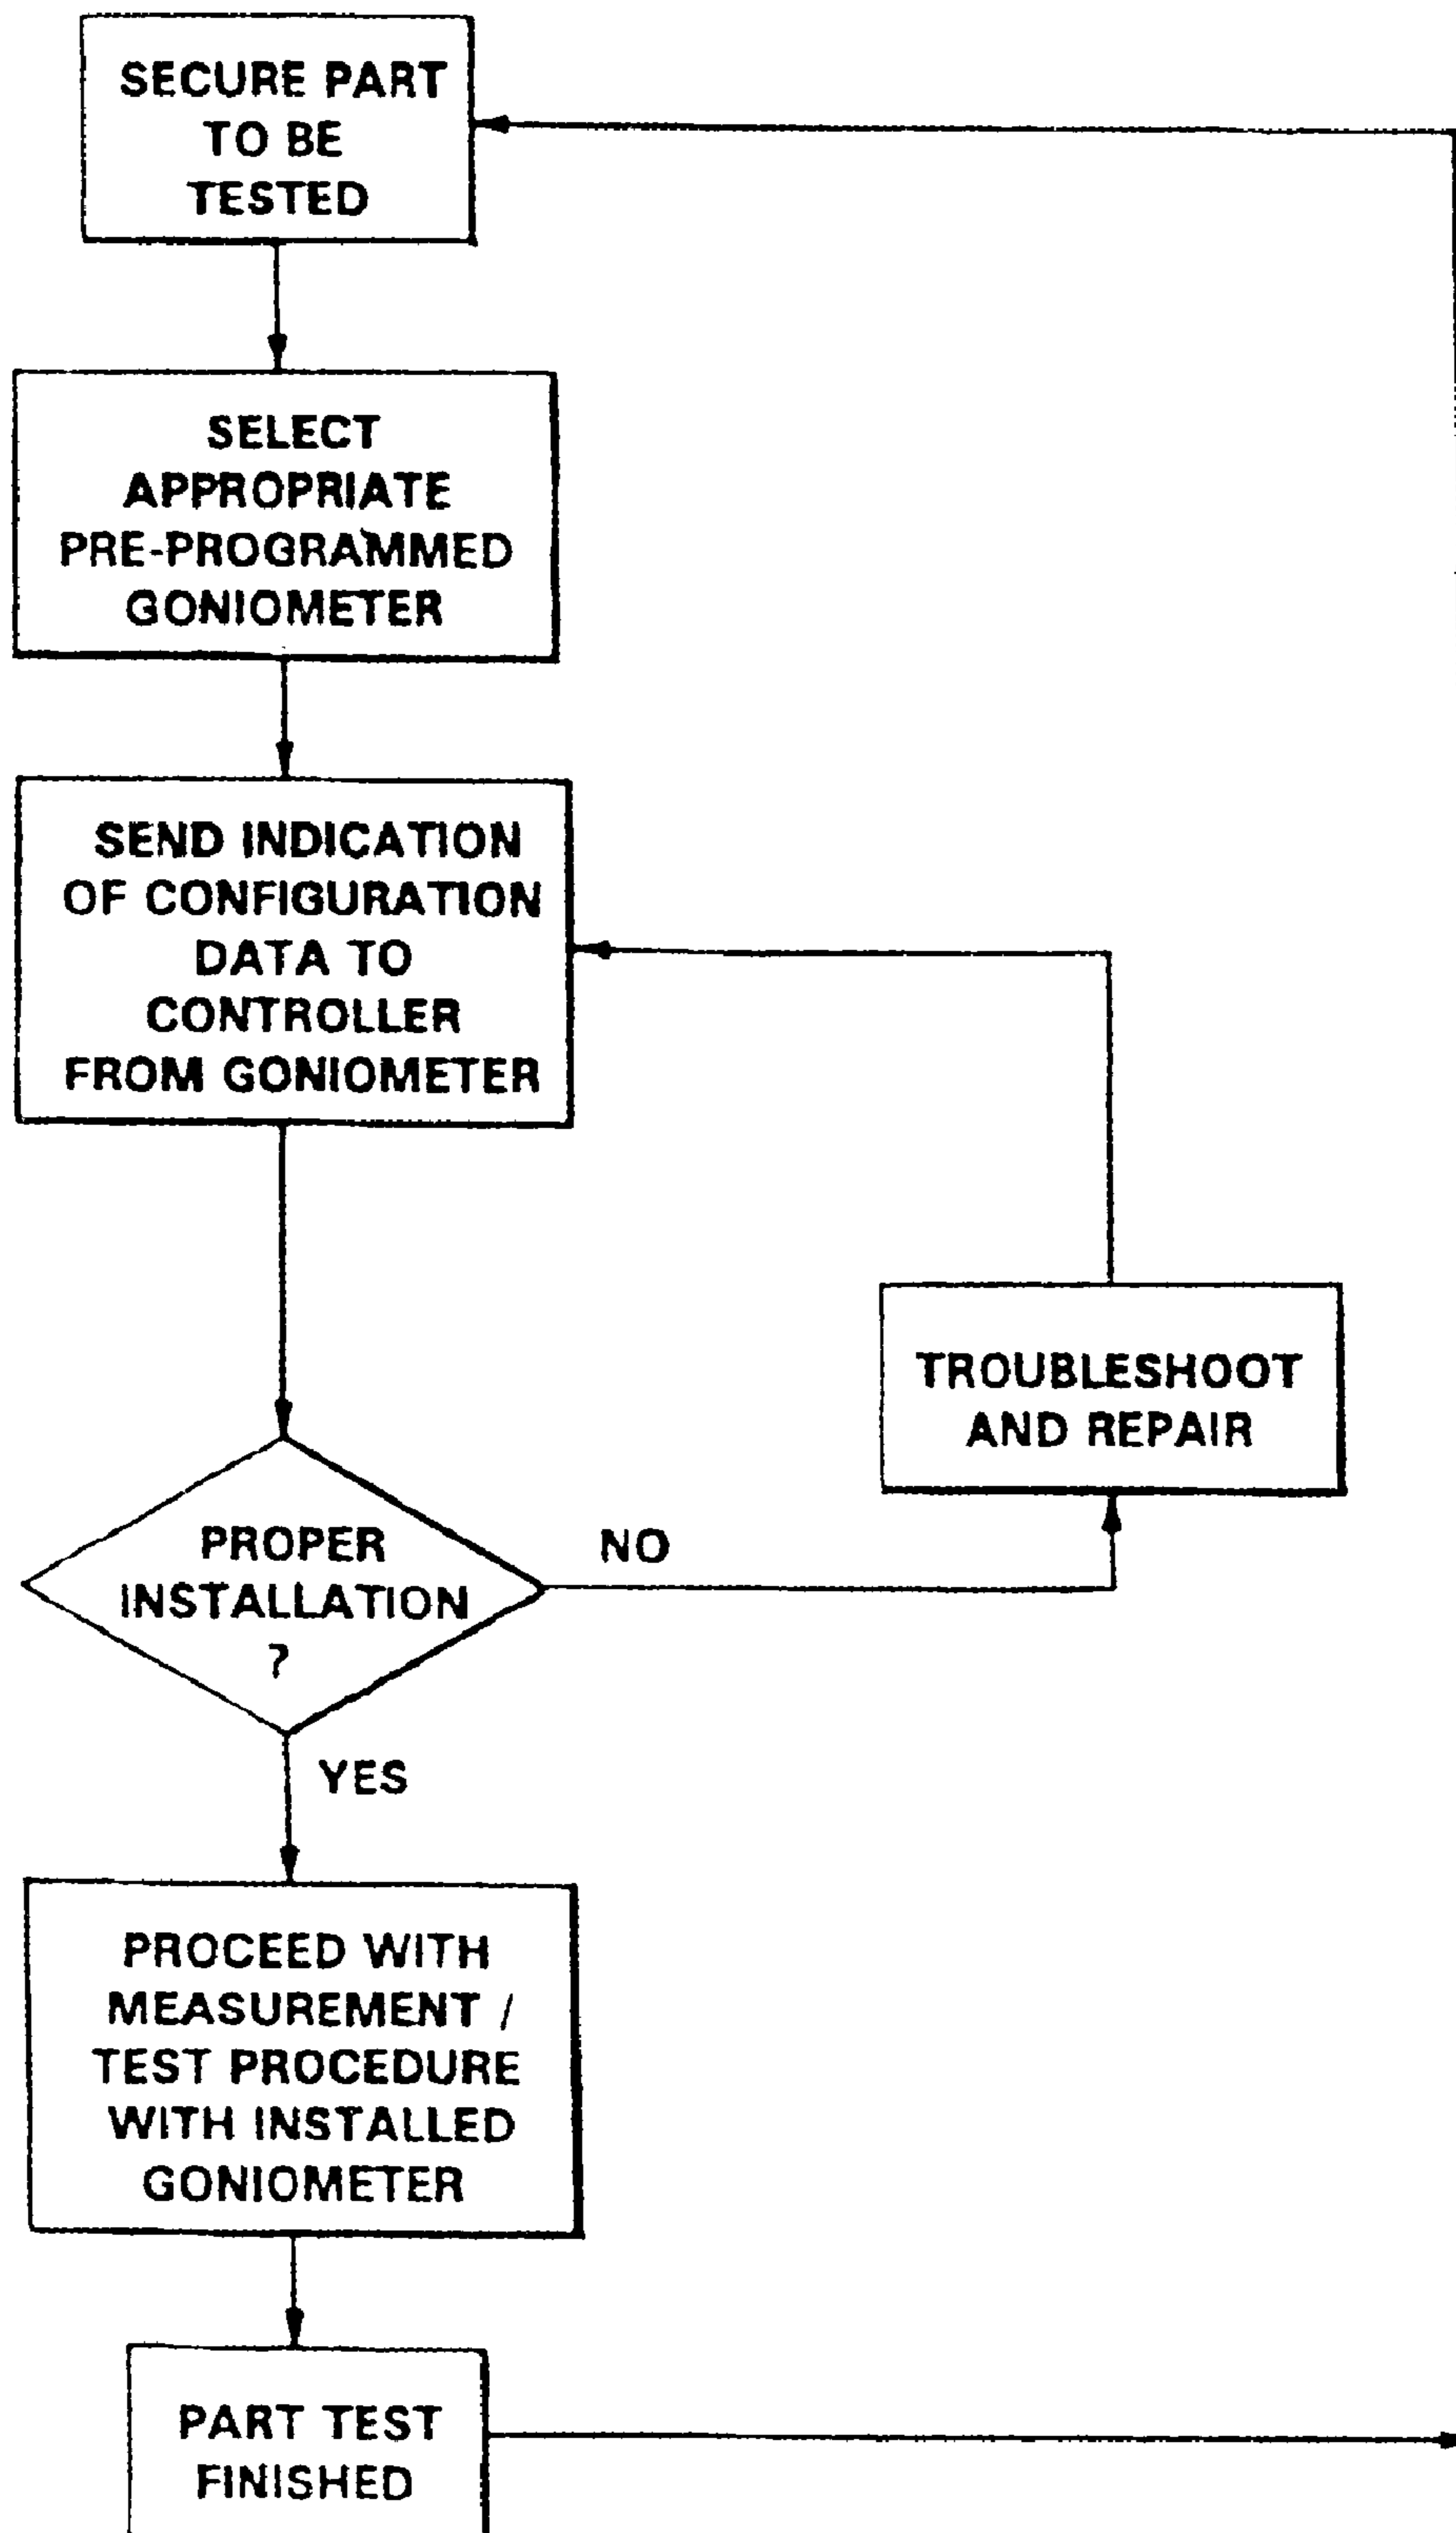 SECURE PART
TO BE
TESTED
SELECT
APPROPRIATE
PRE-PROGRAMMED
GONIOMETER
SEND INDICATION
OF CONFIGURATION
DATA TO
CONTROLLER
FROM GONIOMETER
TROUBLESHOOT
AND REPAIR
PROPER
INSTALLATION
?
NO
YES
PROCEED WITH
MEASUREMENT /
TEST PROCEDURE
WITH INSTALLED
GONIOMETER
PART TEST
FINISHED